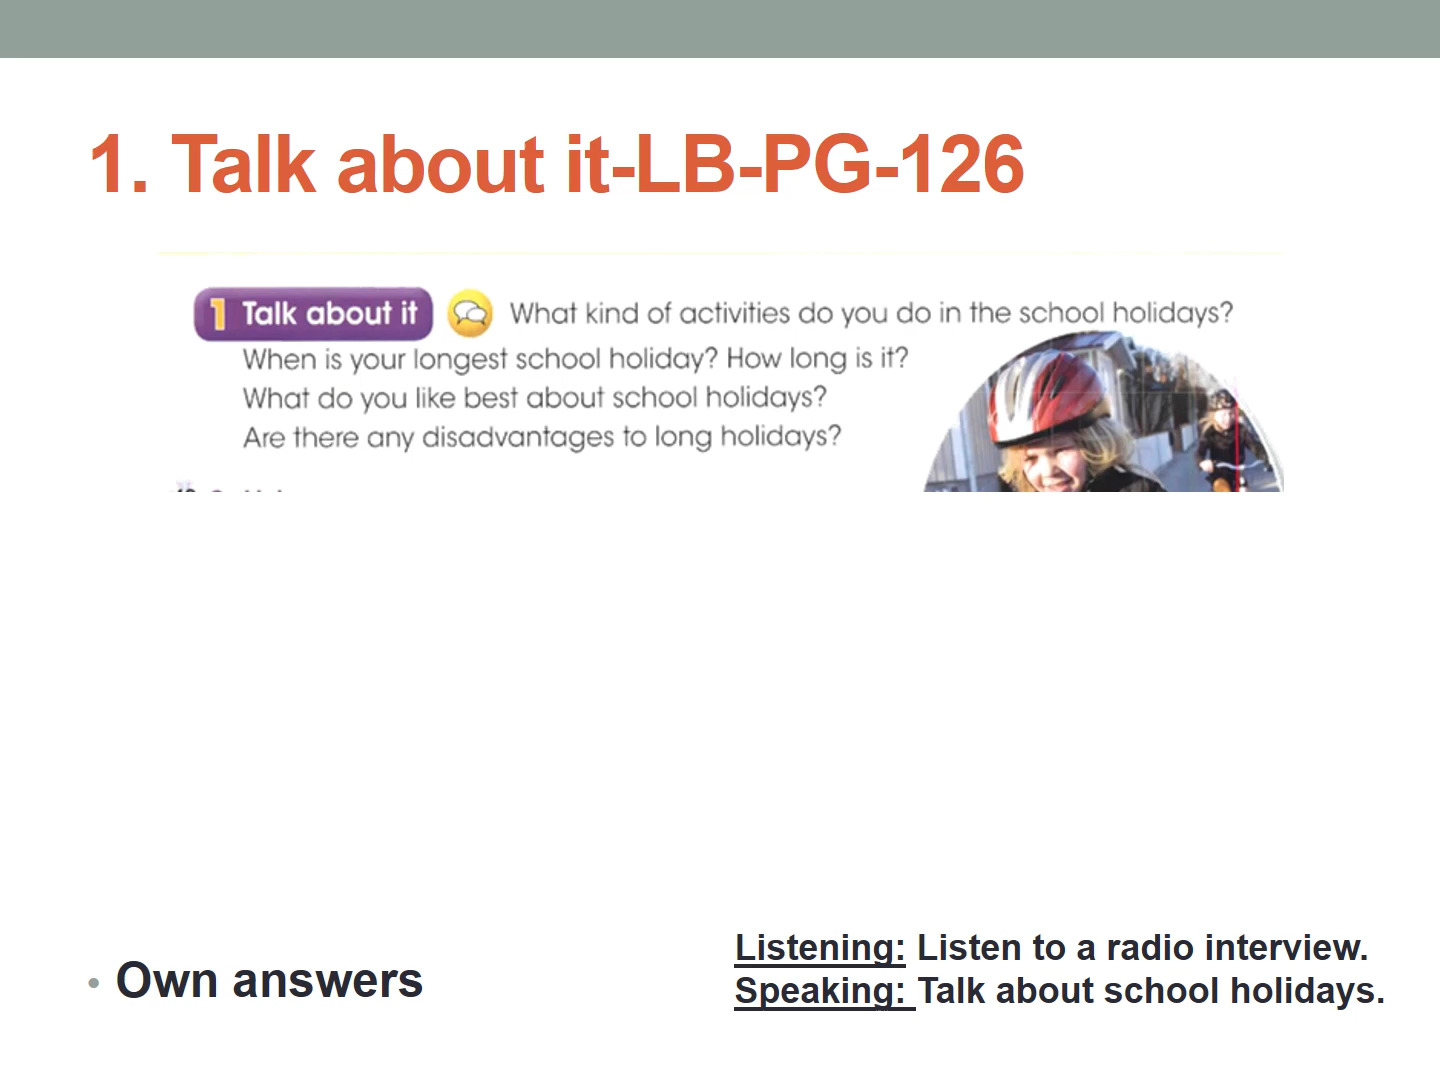 1. Talk about it-LB-PG-126
1 Talk about it What kind of activities do you do in the school holidays?
When is your longest school holiday? How long is it?
What do you like best about school holidays?
Are there any disadvantages to long holidays?
• Own answers
Listening: Listen to a radio interview.
Speaking: Talk about school holidays.